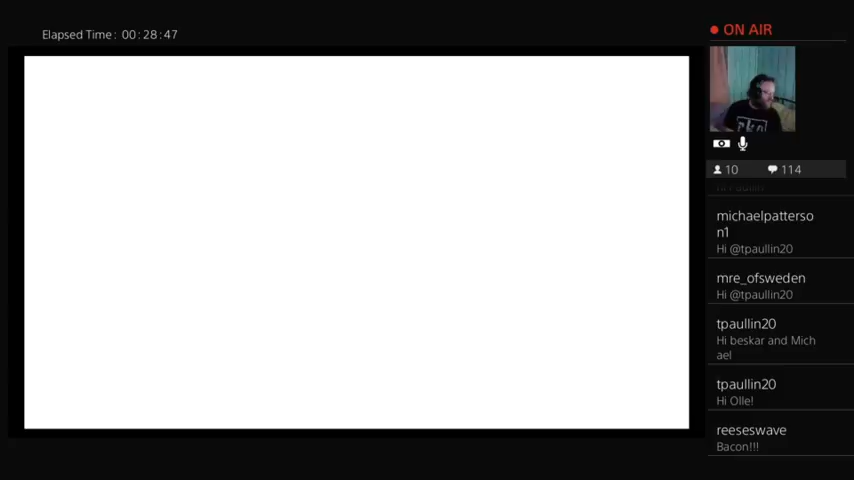 Elapsed Time: 00:28:47
ON AIR
10 114
michaelpatterso
n1
Hi @tpaullin20
mre_ofsweden
Hi @tpaullin20
tpaullin20
Hi beskar and Mich
ael
tpaullin20
Hi Olle!
reeseswave
Bacon!!!